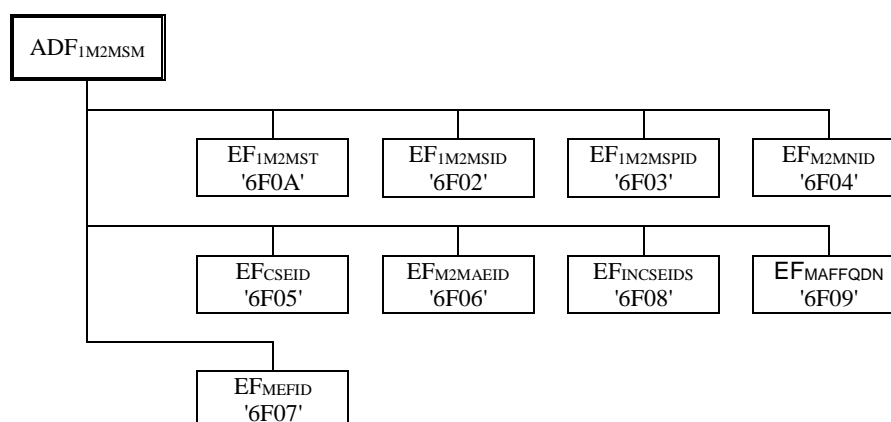 ADF1M2MSM
EF1M2MST
'6F0A'
EF1M2MSID
'6F02'
EF1M2MSPID
'6F03'
EFM2MNID
'6F04'
EFCSEID
'6F05'
EFM2MAEID
'6F06'
EFINCSEIDS
'6F08'
EFMAFFQDN
'6F09'
EFMEFID
'6F07'